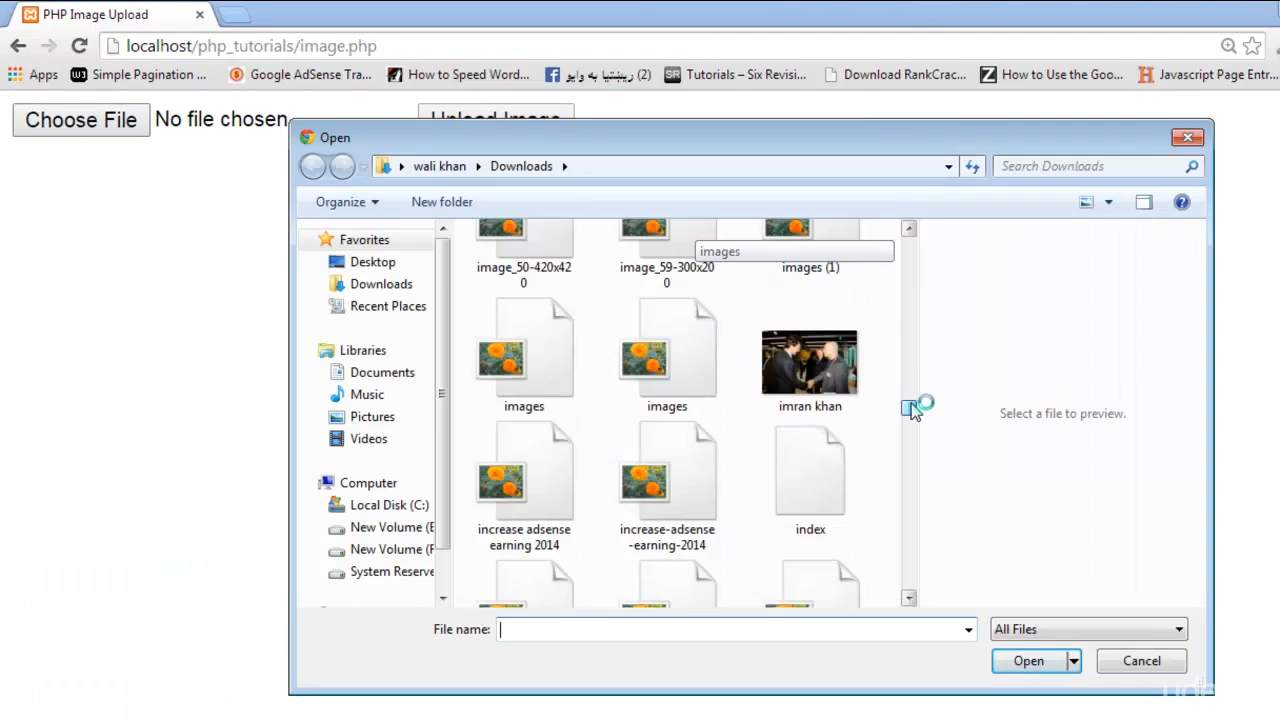 PHP Image Upload
localhost/php_tutorials/image.php
Apps Simple Pagination ... Google AdSense Tra... How to Speed Word... (2) ريښتيا به وايو Tutorials – Six Revisi... Download RankCrac... How to Use the Goo... Javascript Page Entr...
Choose File No file chosen Upload Image
Open
wali khan Downloads Search Downloads
Organize New folder
Favorites
Desktop
Downloads
Recent Places
Libraries
Documents
Music
Pictures
Videos
Computer
Local Disk (C:)
New Volume (E
New Volume (F
System Reserve
images
image_50-420x42
0
image_59-300x20
0
images (1)
images
images
imran khan
increase adsense
earning 2014
increase-adsense
-earning-2014
index
Select a file to preview.
File name: All Files
Open Cancel